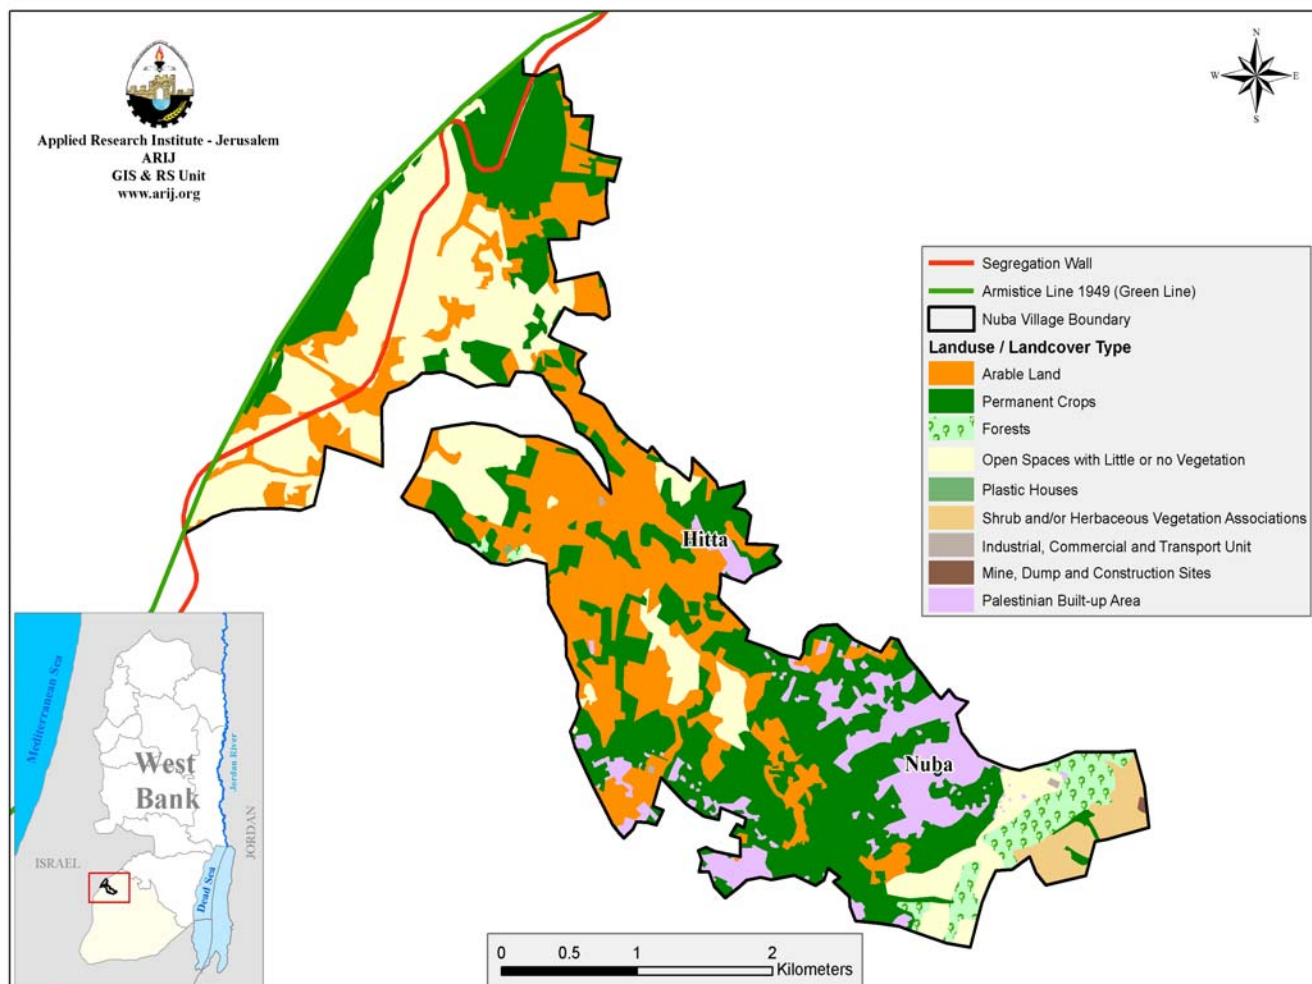 Applied Research Institute - Jerusalem
ARIJ
GIS & RS Unit
www.arij.org
N
W
E
S
Segregation Wall
Armistice Line 1949 (Green Line)
Nuba Village Boundary
Landuse / Landcover Type
Arable Land
Permanent Crops
Forests
Open Spaces with Little or no Vegetation
Plastic Houses
Shrub and/or Herbaceous Vegetation Associations
Industrial, Commercial and Transport Unit
Mine, Dump and Construction Sites
Palestinian Built-up Area
Hitta
Nuba
Mediterranean Sea
West
Bank
Jordan River
JORDAN
ISRAEL
Dead Sea
0 0.5 1 2
Kilometers